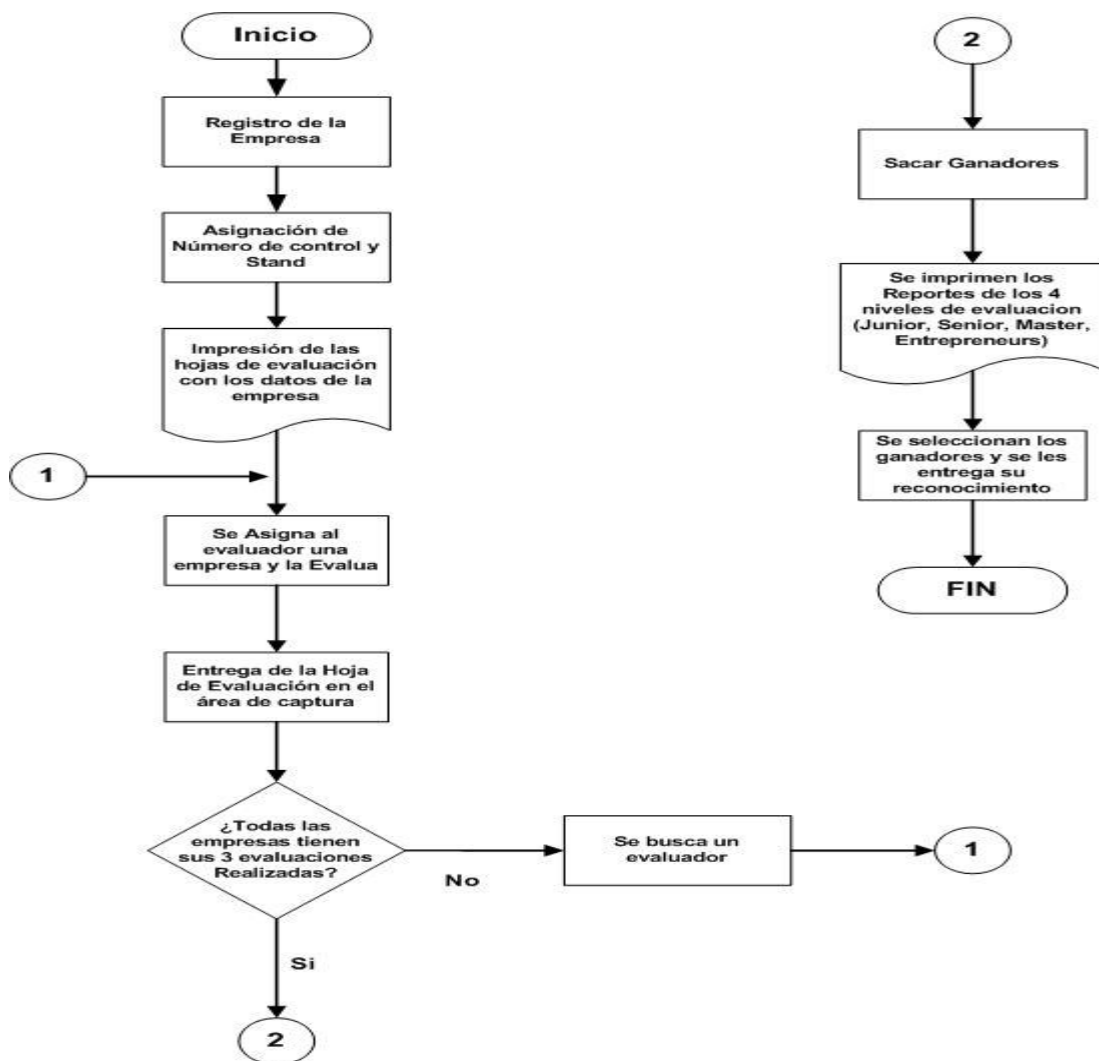 Inicio
Registro de la
Empresa
Asignación de
Número de control y
Stand
Impresión de las
hojas de evaluación
con los datos de la
empresa
1
Se Asigna al
evaluador una
empresa y la Evalua
Entrega de la Hoja
de Evaluación en el
área de captura
¿Todas las
empresas tienen
sus 3 evaluaciones
Realizadas?
No
Se busca un
evaluador
1
Si
2
2
Sacar Ganadores
Se imprimen los
Reportes de los 4
niveles de evaluacion
(Junior, Senior, Master,
Entrepreneurs)
Se seleccionan los
ganadores y se les
entrega su
reconocimiento
FIN